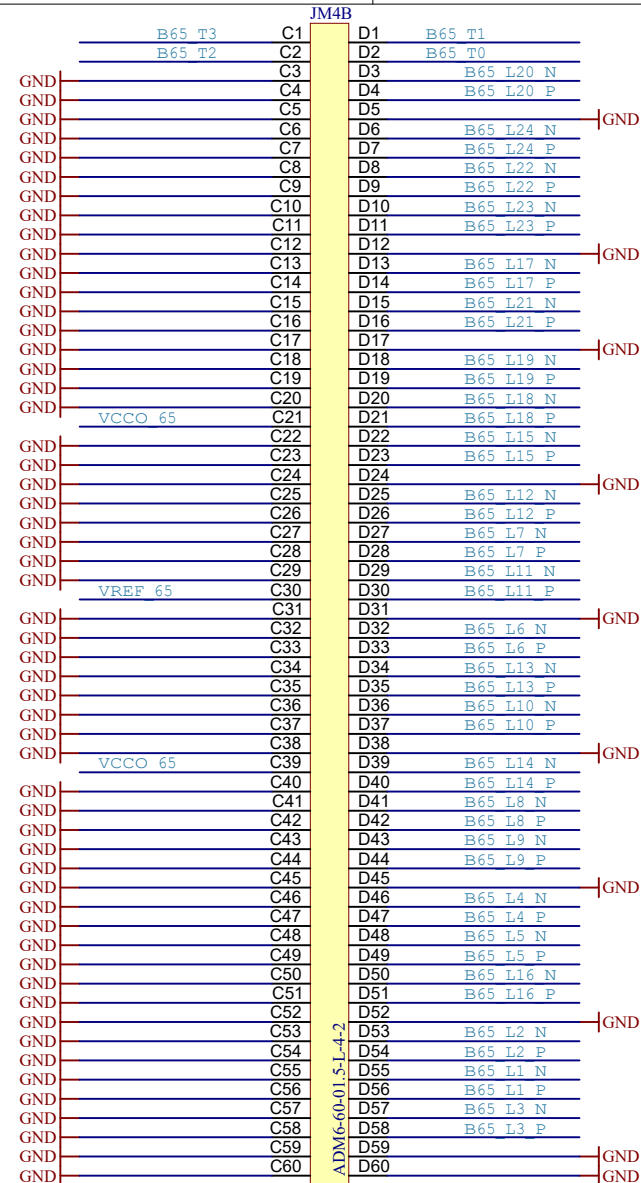 JM4B
B65_T3 C1 D1 B65_T1
B65_T2 C2 D2 B65_T0
GND C3 D3 B65_L20_N
GND C4 D4 B65_L20_P
GND C5 D5 GND
GND C6 D6 B65_L24_N
GND C7 D7 B65_L24_P
GND C8 D8 B65_L22_N
GND C9 D9 B65_L22_P
GND C10 D10 B65_L23_N
GND C11 D11 B65_L23_P
GND C12 D12 GND
GND C13 D13 B65_L17_N
GND C14 D14 B65_L17_P
GND C15 D15 B65_L21_N
GND C16 D16 B65_L21_P
GND C17 D17 GND
GND C18 D18 B65_L19_N
GND C19 D19 B65_L19_P
GND C20 D20 B65_L18_N
VCCO_65 C21 D21 B65_L18_P
GND C22 D22 B65_L15_N
GND C23 D23 B65_L15_P
GND C24 D24 GND
GND C25 D25 B65_L12_N
GND C26 D26 B65_L12_P
GND C27 D27 B65_L7_N
GND C28 D28 B65_L7_P
GND C29 D29 B65_L11_N
VREF_65 C30 D30 B65_L11_P
GND C31 D31 GND
GND C32 D32 B65_L6_N
GND C33 D33 B65_L6_P
GND C34 D34 B65_L13_N
GND C35 D35 B65_L13_P
GND C36 D36 B65_L10_N
GND C37 D37 B65_L10_P
GND C38 D38 GND
VCCO_65 C39 D39 B65_L14_N
GND C40 D40 B65_L14_P
GND C41 D41 B65_L8_N
GND C42 D42 B65_L8_P
GND C43 D43 B65_L9_N
GND C44 D44 B65_L9_P
GND C45 D45 GND
GND C46 D46 B65_L4_N
GND C47 D47 B65_L4_P
GND C48 D48 B65_L5_N
GND C49 D49 B65_L5_P
GND C50 D50 B65_L16_N
GND C51 D51 B65_L16_P
GND C52 D52 GND
GND C53 D53 B65_L2_N
GND C54 D54 B65_L2_P
GND C55 D55 B65_L1_N
GND C56 D56 B65_L1_P
GND C57 D57 B65_L3_N
GND C58 D58 B65_L3_P
GND C59 D59 GND
GND C60 D60 GND
ADM6-60-01.5-L-4-2